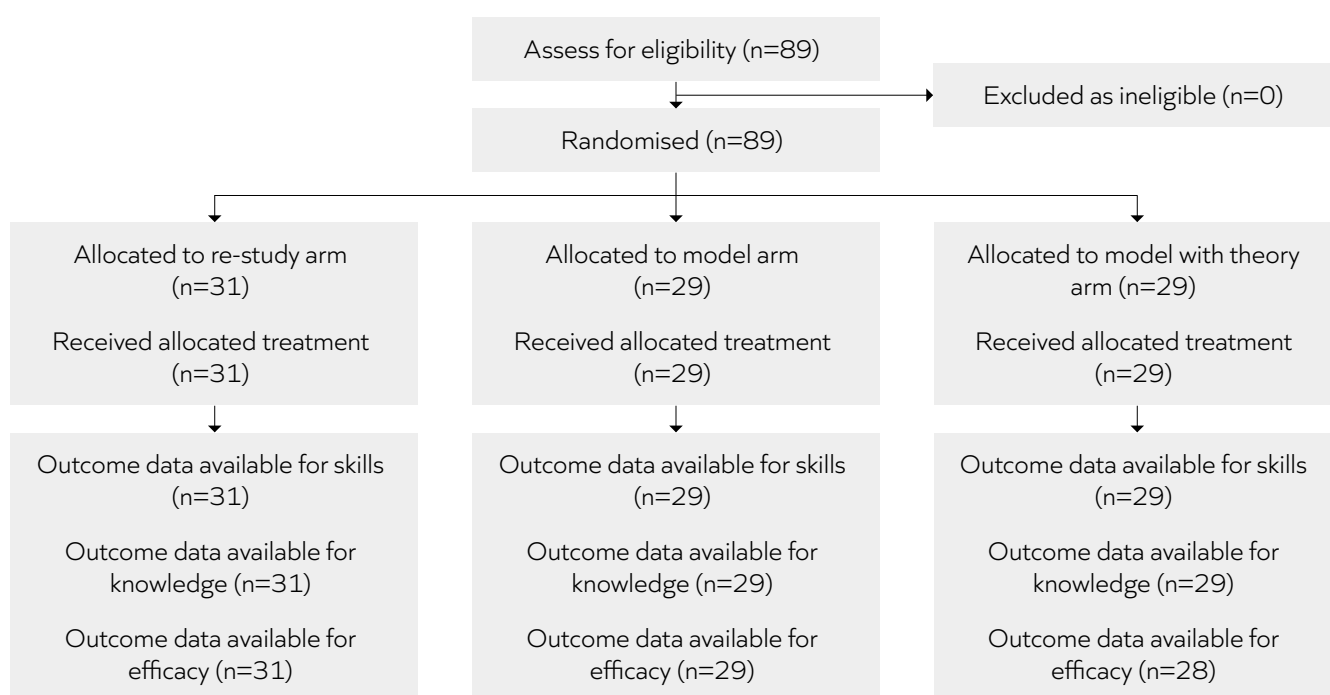 Assess for eligibility (n=89)
Excluded as ineligible (n=0)
Randomised (n=89)
Allocated to re-study arm
(n=31)
Received allocated treatment
(n=31)
Allocated to model arm
(n=29)
Received allocated treatment
(n=29)
Allocated to model with theory
arm (n=29)
Received allocated treatment
(n=29)
Outcome data available for skills
(n=31)
Outcome data available for
knowledge (n=31)
Outcome data available for
efficacy (n=31)
Outcome data available for skills
(n=29)
Outcome data available for
knowledge (n=29)
Outcome data available for
efficacy (n=29)
Outcome data available for skills
(n=29)
Outcome data available for
knowledge (n=29)
Outcome data available for
efficacy (n=28)